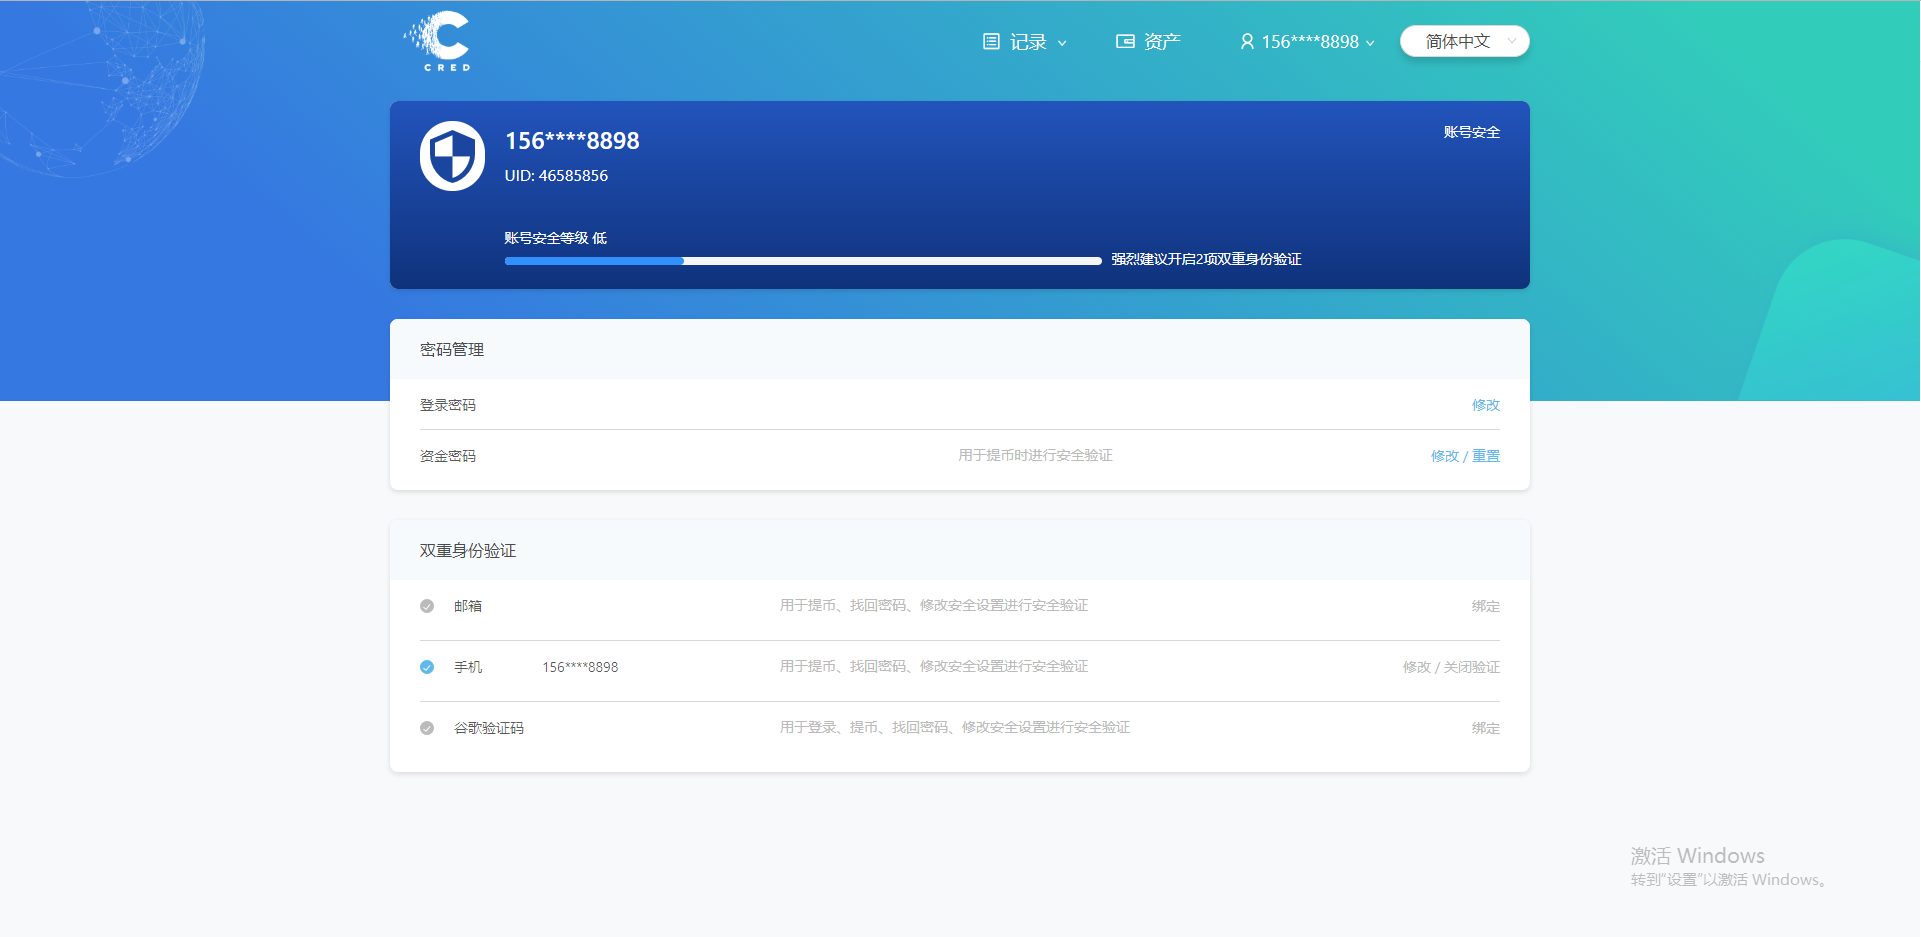 CRED
记录
资产
156****8898
简体中文
156****8898
账号安全
UID: 46585856
账号安全等级 低
强烈建议开启2项双重身份验证
密码管理
登录密码 修改
资金密码 用于提币时进行安全验证 修改 / 重置
双重身份验证
邮箱 用于提币、找回密码、修改安全设置进行安全验证 绑定
手机 156****8898 用于提币、找回密码、修改安全设置进行安全验证 修改 / 关闭验证
谷歌验证码 用于登录、提币、找回密码、修改安全设置进行安全验证 绑定
激活 Windows
转到“设置”以激活 Windows。